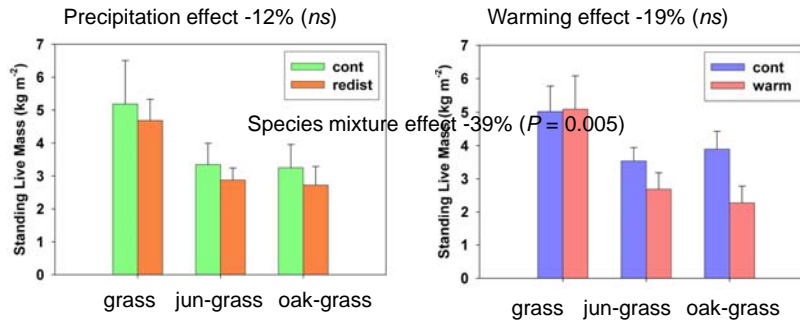 Precipitation effect -12% (ns)
Warming effect -19% (ns)
Species mixture effect -39% (P = 0.005)
Standing Live Mass (kg m-2)
7
6
5
4
3
2
1
0
cont
redist
grass jun-grass oak-grass
Standing Live Mass (kg m-2)
7
6
5
4
3
2
1
0
cont
warm
grass jun-grass oak-grass